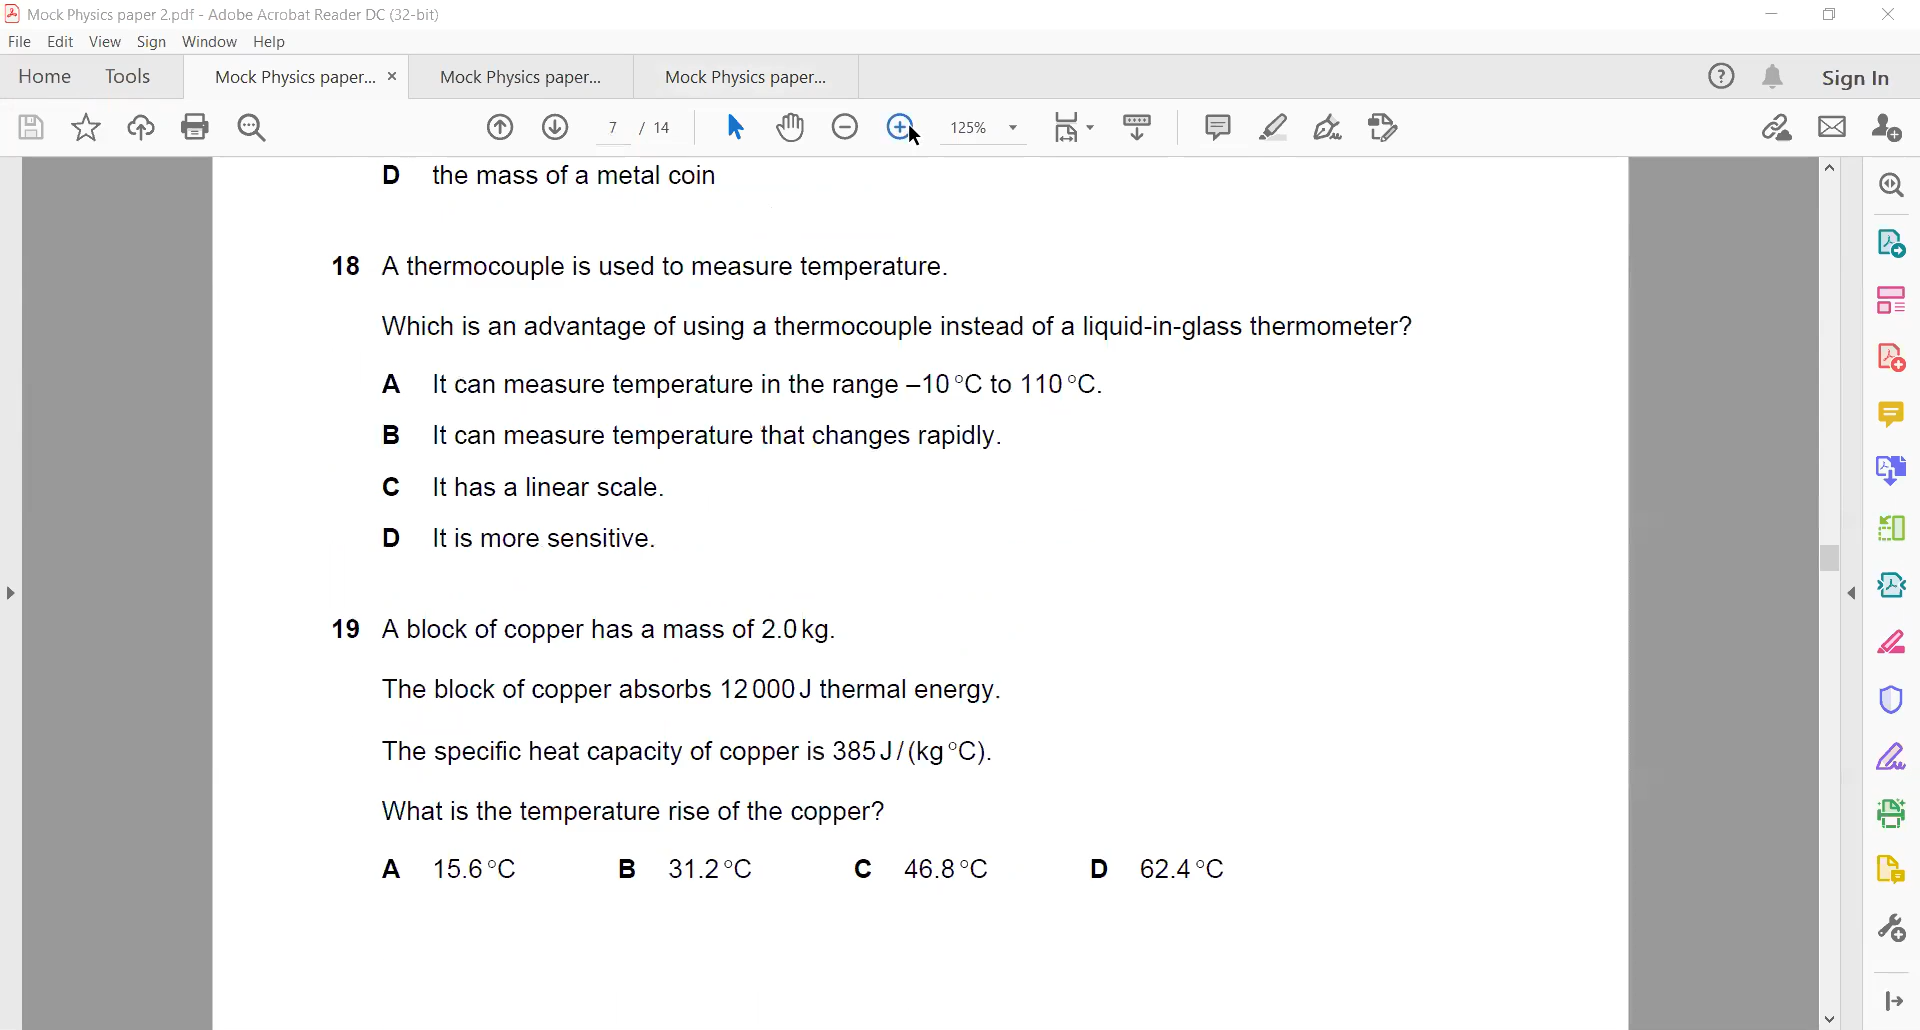 Mock Physics paper 2.pdf - Adobe Acrobat Reader DC (32-bit)
File Edit View Sign Window Help
Home Tools Mock Physics paper... × Mock Physics paper... Mock Physics paper... Sign In
7 / 14 125%
D the mass of a metal coin
18 A thermocouple is used to measure temperature.
Which is an advantage of using a thermocouple instead of a liquid-in-glass thermometer?
A It can measure temperature in the range –10 °C to 110 °C.
B It can measure temperature that changes rapidly.
C It has a linear scale.
D It is more sensitive.
19 A block of copper has a mass of 2.0 kg.
The block of copper absorbs 12 000 J thermal energy.
The specific heat capacity of copper is 385 J / (kg °C).
What is the temperature rise of the copper?
A 15.6 °C B 31.2 °C C 46.8 °C D 62.4 °C